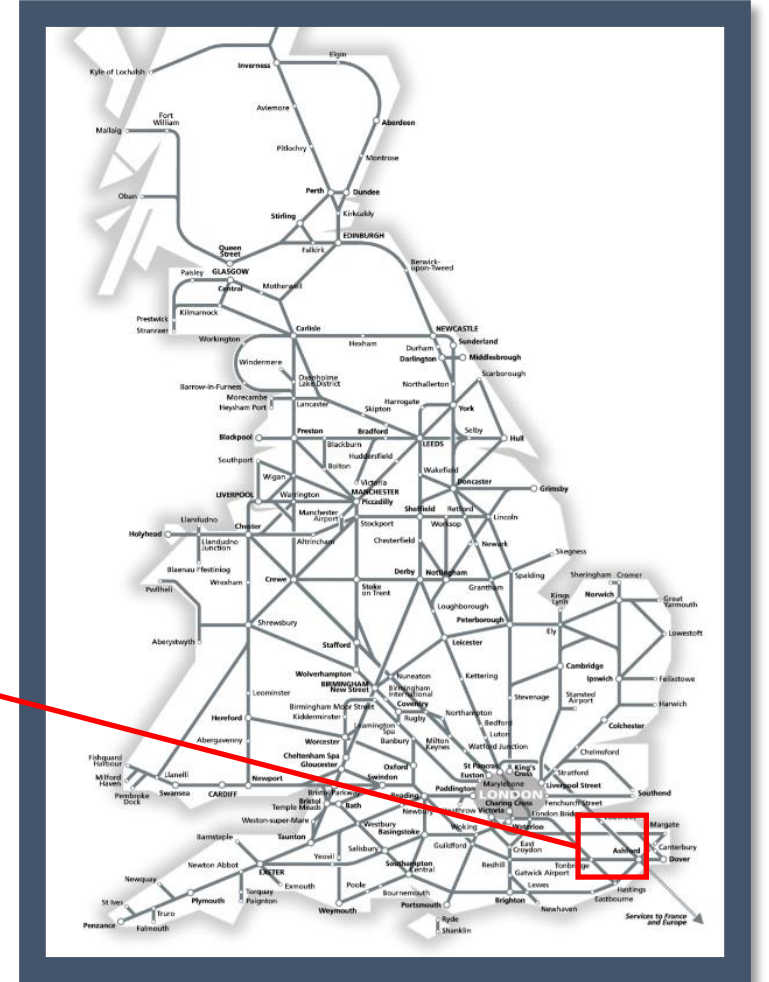 Elgin
Inverness
Kyle of Lochalsh
Aviemore
Fort
William
Aberdeen
Mallaig
Pitlochry
Montrose
Perth
Dundee
Oban
Kirkcaldy
Stirling
EDINBURGH
Queen
Street
Falkirk
Berwick-
upon-Tweed
Paisley
GLASGOW
Central
Motherwell
Kilmarnock
Prestwick
Stranraer
Carlisle
NEWCASTLE
Workington
Hexham
Durham
Sunderland
Darlington
Middlesbrough
Windermere
Scarborough
Oxenholme
Lake District
Barrow-in-Furness
Northallerton
Morecambe
Lancaster
Harrogate
York
Heysham Port
Skipton
Preston
Bradford
Selby
Blackpool
Blackburn
LEEDS
Hull
Huddersfield
Southport
Bolton
Wakefield
Wigan
Victoria
Doncaster
MANCHESTER
Grimsby
LIVERPOOL
Warrington
Piccadilly
Sheffield
Retford
Manchester
Airport
Lincoln
Llandudno
Chester
Stockport
Worksop
Holyhead
Llandudno
Junction
Altrincham
Chesterfield
Newark
Skegness
Blaenau Ffestiniog
Derby
Nottingham
Spalding
Sheringham
Cromer
Wrexham
Crewe
Stoke
on Trent
Grantham
Pwllheli
Kings
Lynn
Norwich
Great
Yarmouth
Loughborough
Shrewsbury
Peterborough
Ely
Lowestoft
Aberystwyth
Stafford
Leicester
Cambridge
Wolverhampton
Nuneaton
Kettering
Ipswich
Felixstowe
BIRMINGHAM
New Street
Birmingham
International
Leominster
Stevenage
Stansted
Airport
Harwich
Birmingham Moor Street
Coventry
Kidderminster
Rugby
Northampton
Hereford
Leamington
Spa
Bedford
Colchester
Abergavenny
Worcester
Banbury
Milton
Keynes
Luton
Watford Junction
Chelmsford
Cheltenham Spa
Fishguard
Harbour
Gloucester
Oxford
St Pancras
King's
Cross
Stratford
Euston
Llanelli
Newport
Swindon
Marylebone
Liverpool Street
Milford
Haven
Paddington
LONDON
Southend
Pembroke
Dock
Swansea
CARDIFF
Bristol Parkway
Reading
Fenchurch Street
Bristol
Temple Meads
Bath
Newbury
Heathrow
Victoria
Charing Cross
London Bridge
Weston-super-Mare
Westbury
Woking
Waterloo
Margate
Barnstaple
Taunton
Basingstoke
Guildford
East
Croydon
Canterbury
Salisbury
Ashford
Yeovil
Redhill
Tonbridge
Dover
Newton Abbot
EXETER
Southampton
Central
Gatwick Airport
Newquay
Exmouth
Poole
Lewes
Hastings
Torquay
Paignton
Bournemouth
Eastbourne
St Ives
Plymouth
Portsmouth
Brighton
Newhaven
Weymouth
Truro
Ryde
Services to France
and Europe
Penzance
Falmouth
Shanklin